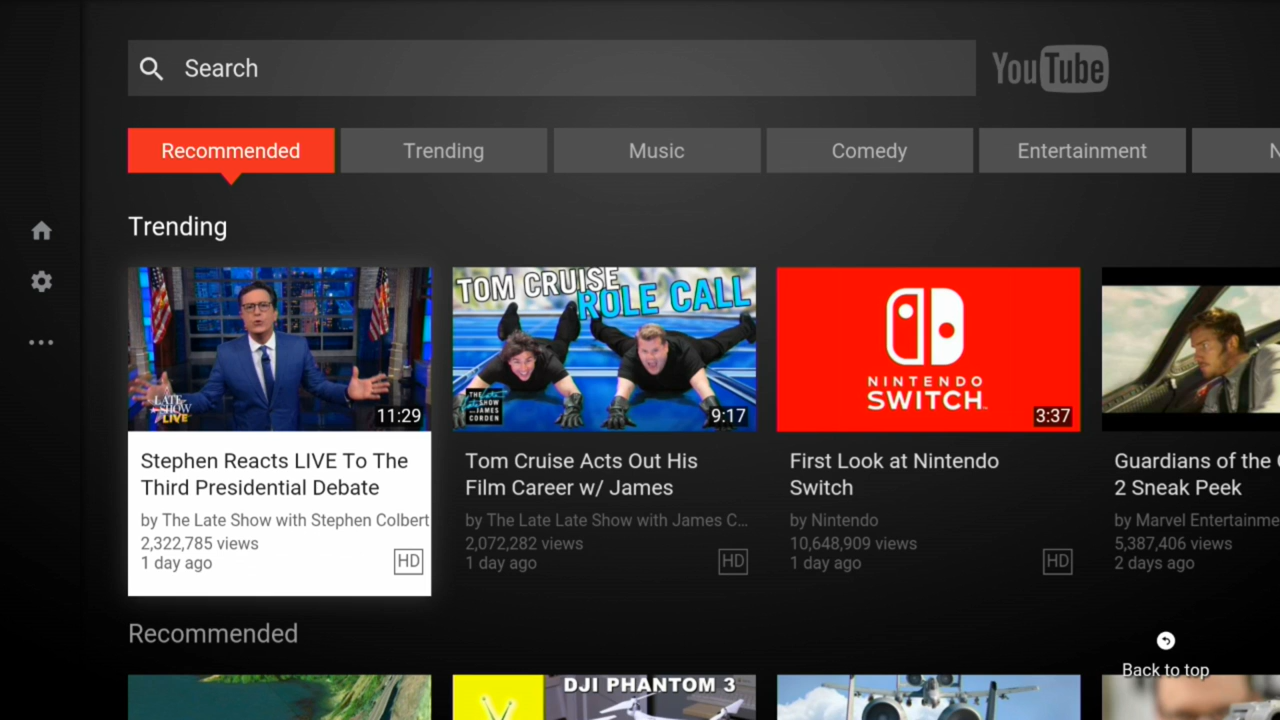 Search
YouTube
Recommended
Trending
Music
Comedy
Entertainment
N
Trending
LATE
SHOW
LIVE
11:29
TOM CRUISE
ROLE CALL
THE
LATE LATE
SHOW
WITH JAMES
CORDEN
9:17
NINTENDO
SWITCH
3:37
Stephen Reacts LIVE To The
Third Presidential Debate
by The Late Show with Stephen Colbert
2,322,785 views
1 day ago
HD
Tom Cruise Acts Out His
Film Career w/ James
by The Late Late Show with James C...
2,072,282 views
1 day ago
HD
First Look at Nintendo
Switch
by Nintendo
10,648,909 views
1 day ago
HD
Guardians of the
2 Sneak Peek
by Marvel Entertainme
5,387,406 views
2 days ago
Recommended
Back to top
DJI PHANTOM 3